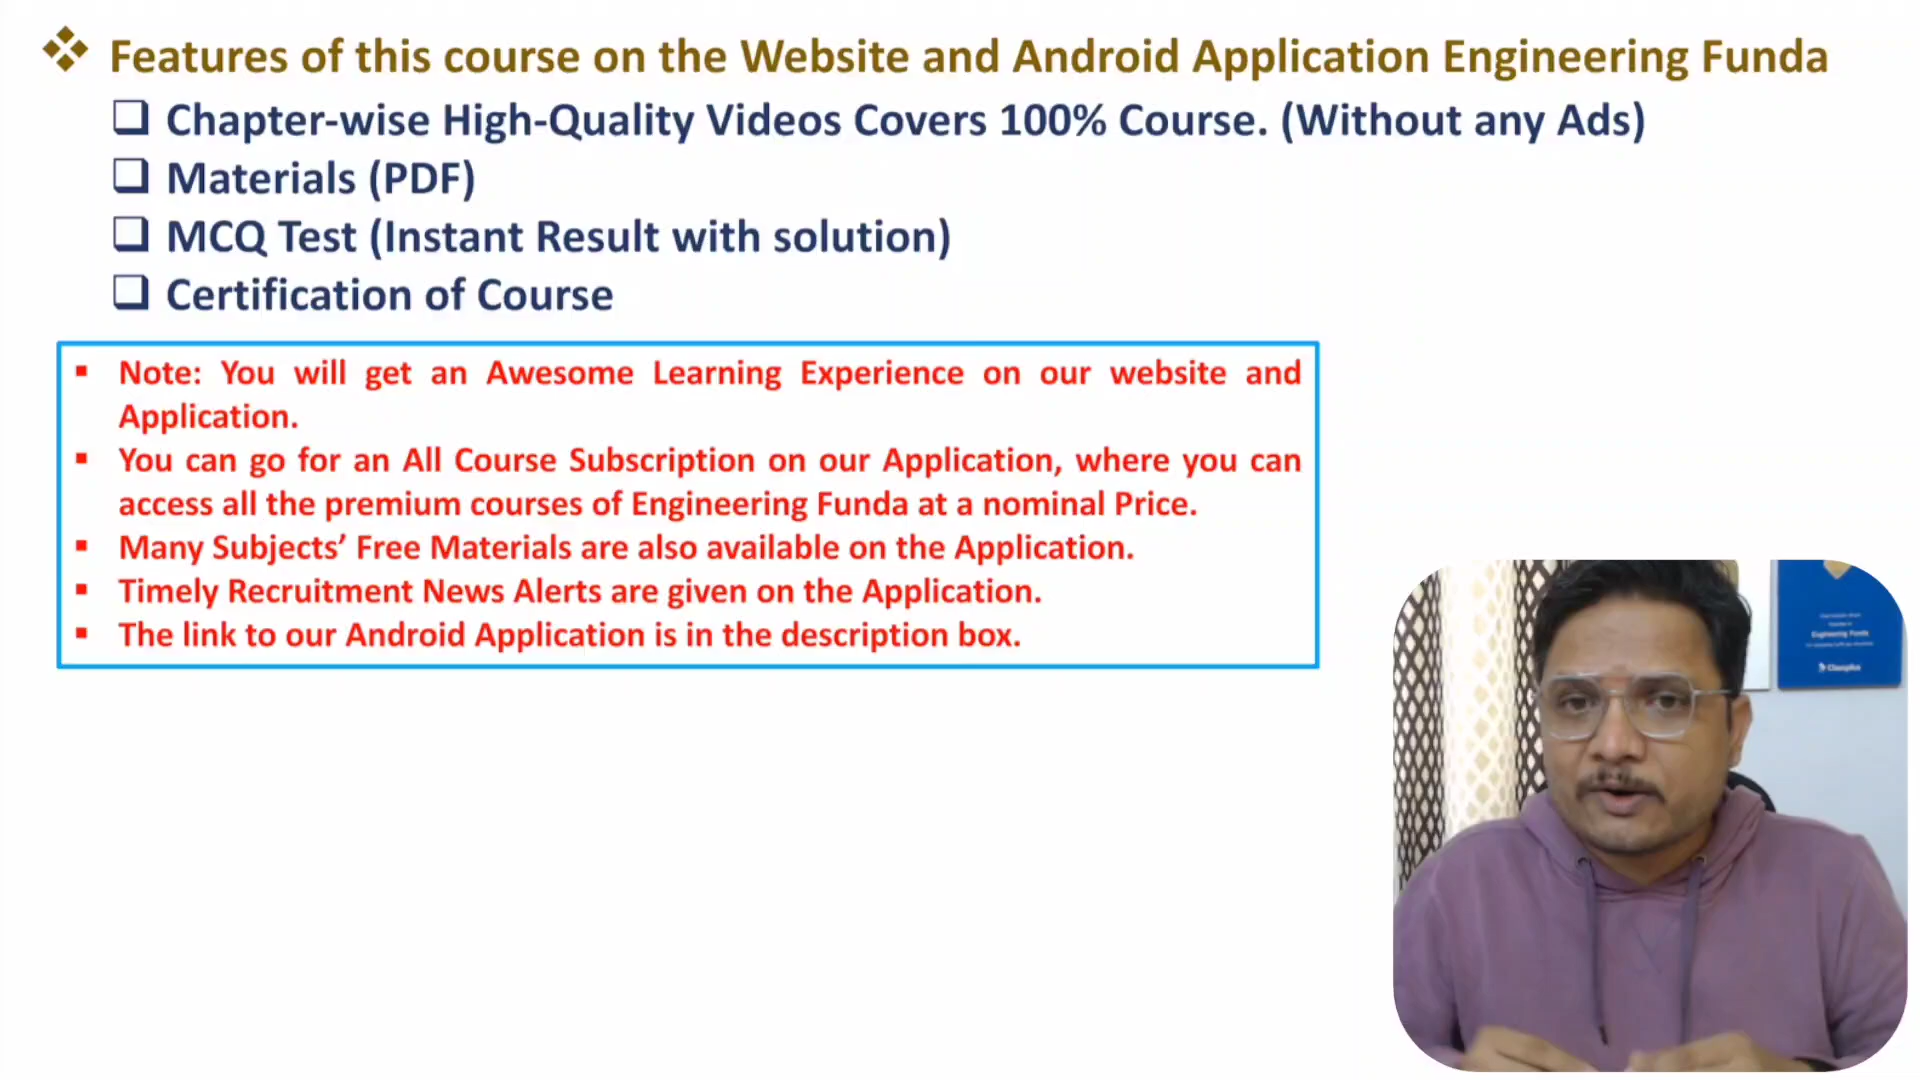 Features of this course on the Website and Android Application Engineering Funda
Chapter-wise High-Quality Videos Covers 100% Course. (Without any Ads)
Materials (PDF)
MCQ Test (Instant Result with solution)
Certification of Course
Note: You will get an Awesome Learning Experience on our website and
Application.
You can go for an All Course Subscription on our Application, where you can
access all the premium courses of Engineering Funda at a nominal Price.
Many Subjects’ Free Materials are also available on the Application.
Timely Recruitment News Alerts are given on the Application.
The link to our Android Application is in the description box.
Engineering Funda
Classplus